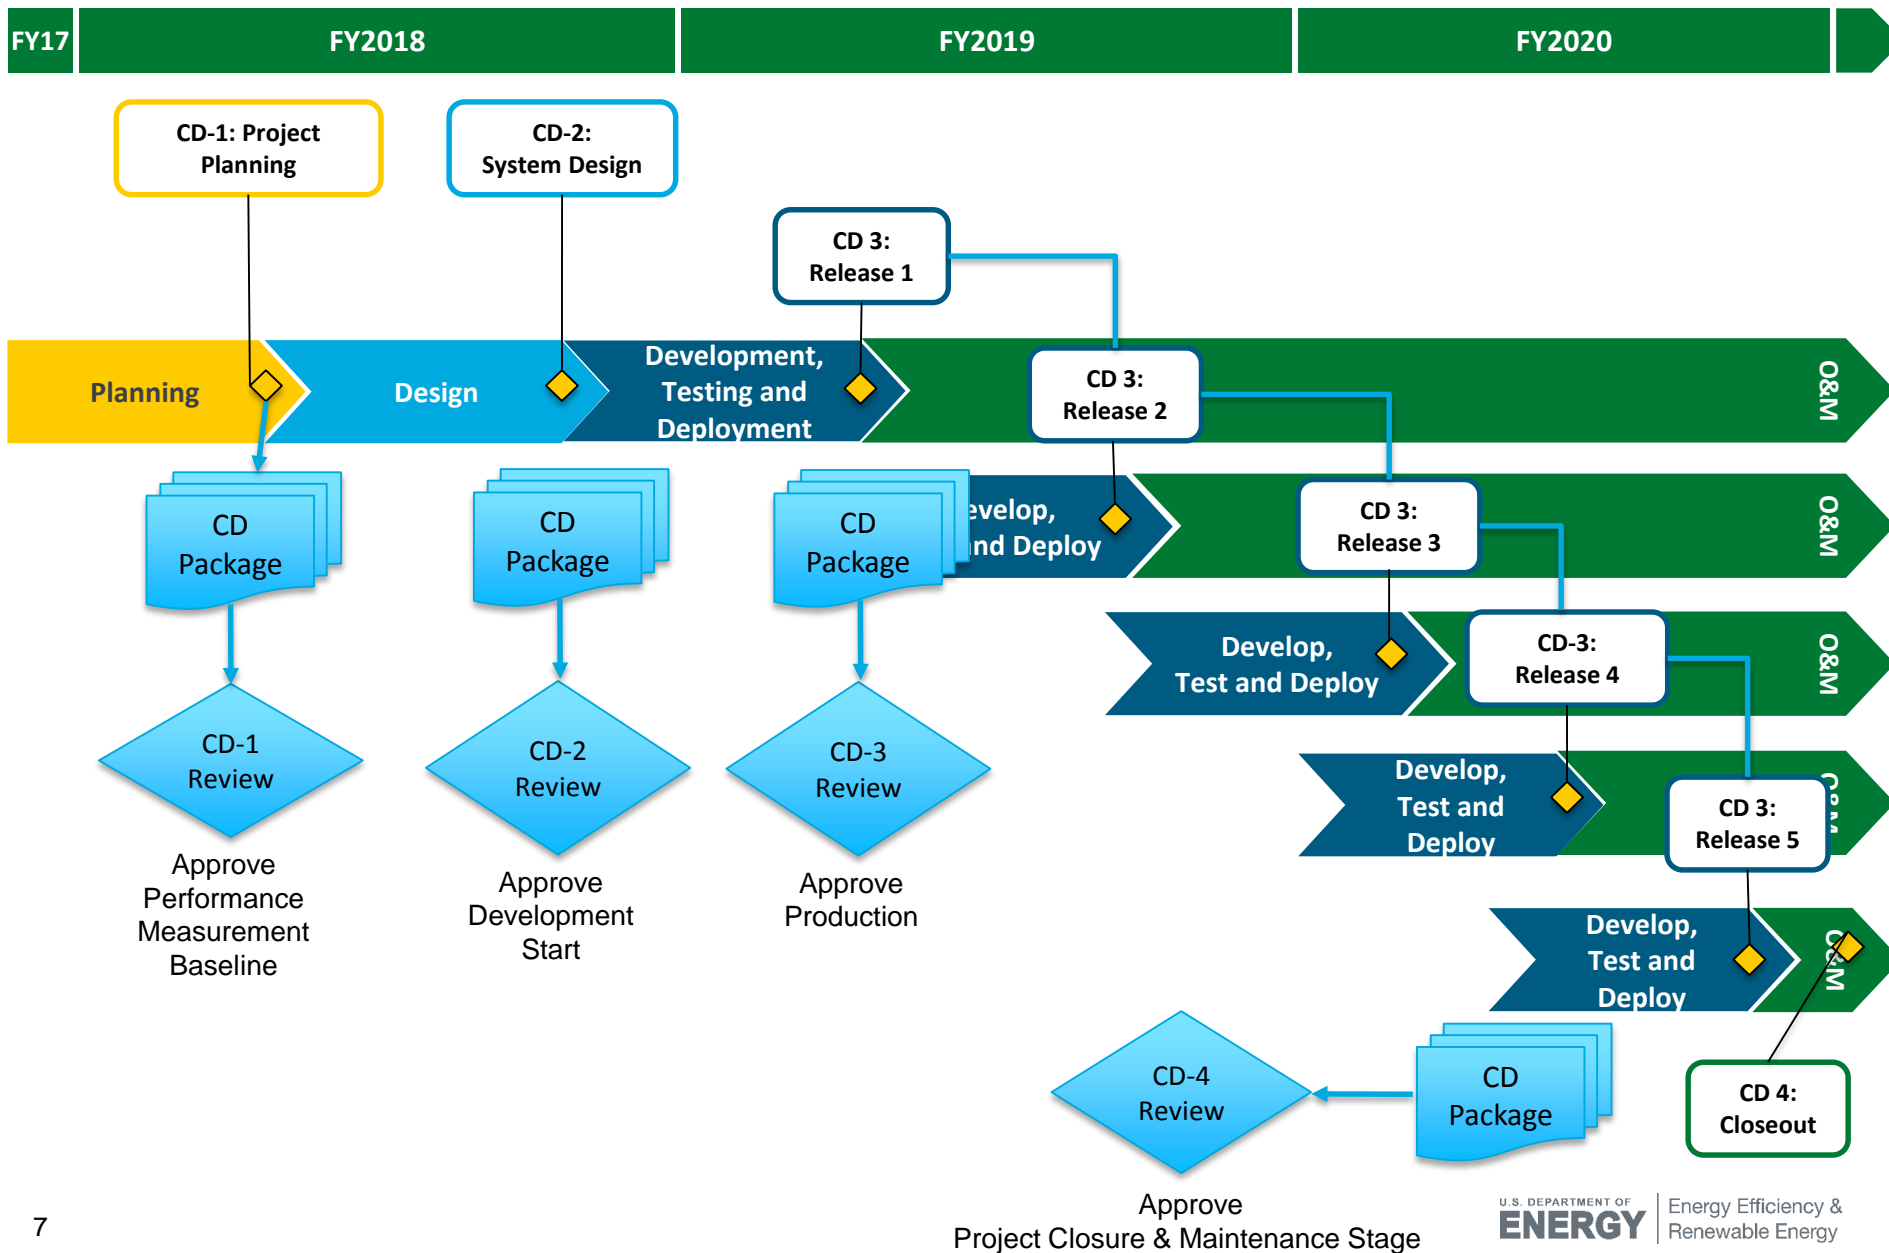 FY17
FY2018
FY2019
FY2020
CD-1: Project
Planning
CD-2:
System Design
CD 3:
Release 1
Planning
Design
Development,
Testing and
Deployment
CD 3:
Release 2
O&M
CD
Package
CD
Package
CD
Package
evelop,
and Deploy
CD 3:
Release 3
O&M
Develop,
Test and Deploy
CD-3:
Release 4
O&M
CD-1
Review
CD-2
Review
CD-3
Review
Develop,
Test and
Deploy
CD 3:
Release 5
O&M
Approve
Performance
Measurement
Baseline
Approve
Development
Start
Approve
Production
Develop,
Test and
Deploy
O&M
CD-4
Review
CD
Package
CD 4:
Closeout
Approve
Project Closure & Maintenance Stage
7
U.S. DEPARTMENT OF
ENERGY
Energy Efficiency &
Renewable Energy